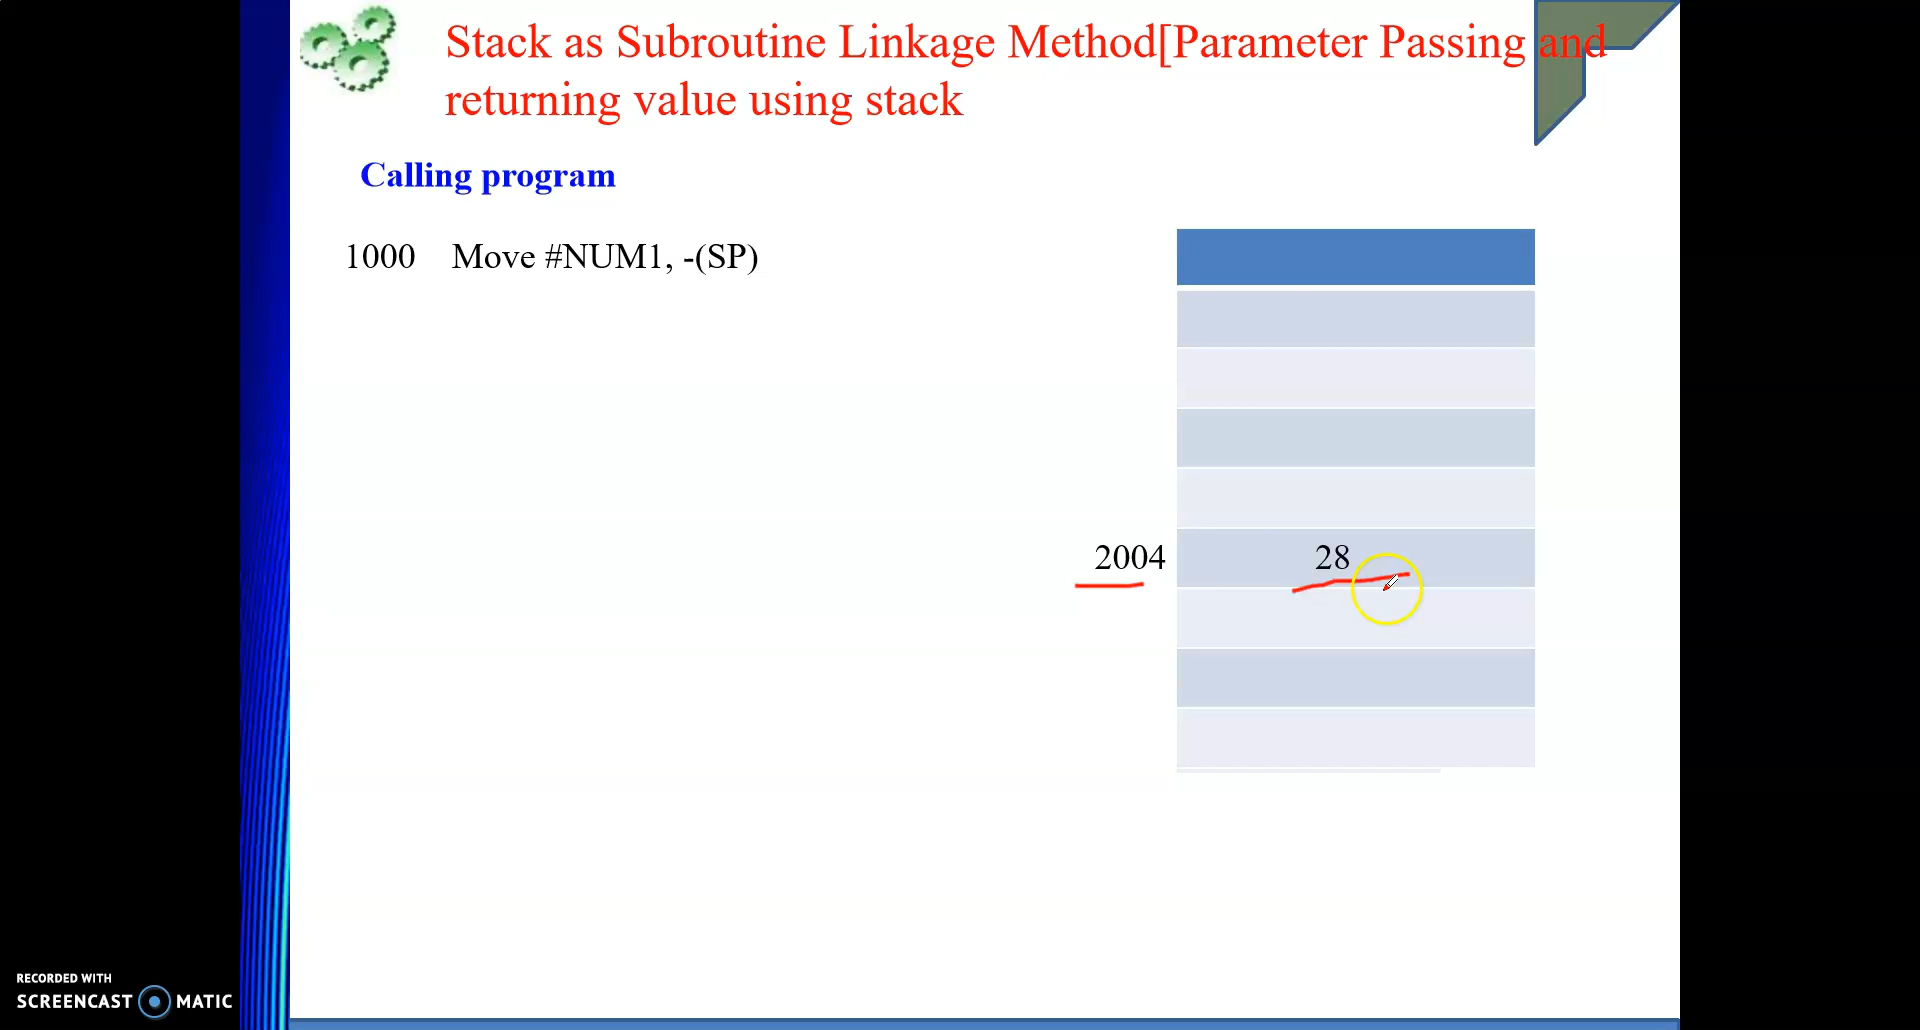 Stack as Subroutine Linkage Method[Parameter Passing and
returning value using stack
Calling program
1000 Move #NUM1, -(SP)
2004 28
RECORDED WITH
SCREENCAST MATIC